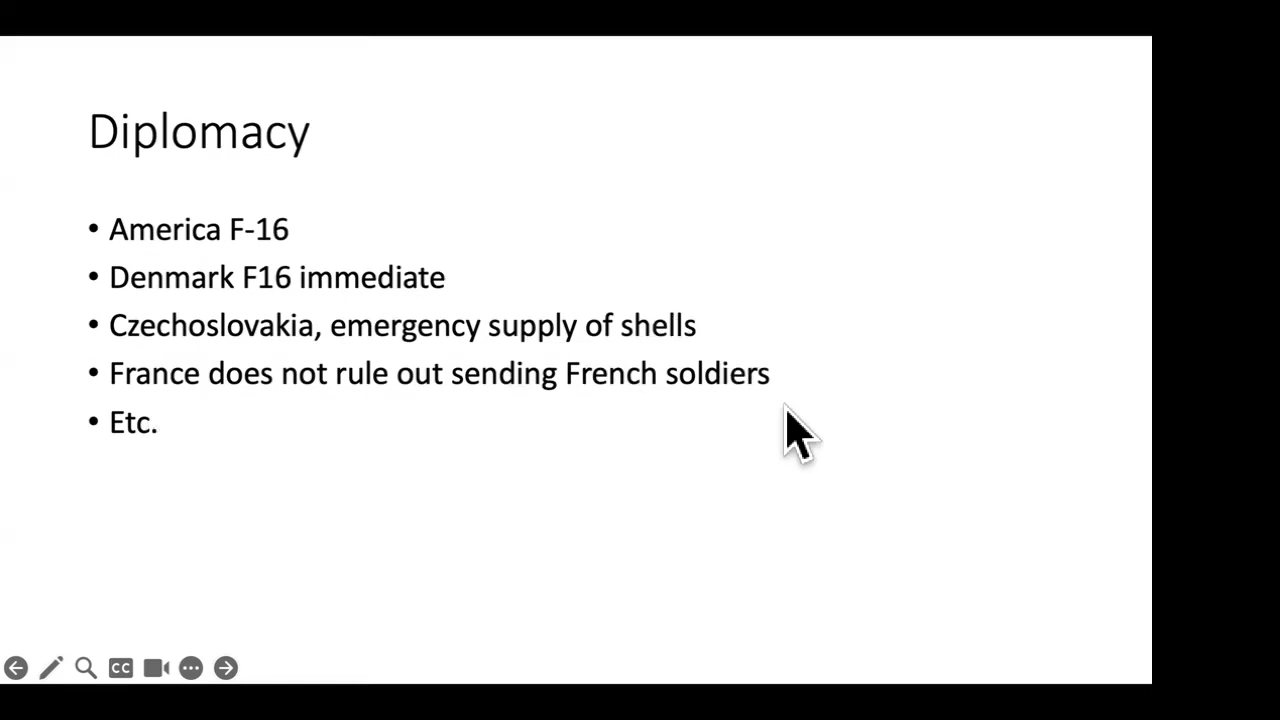 Diplomacy
• America F-16
• Denmark F16 immediate
• Czechoslovakia, emergency supply of shells
• France does not rule out sending French soldiers
• Etc.
CC